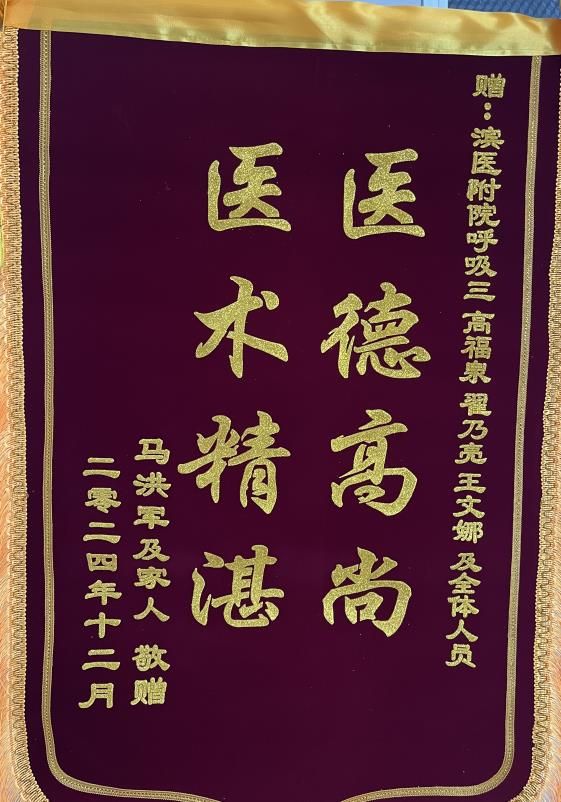 赠：滨医附院呼吸三 高福泉 翟乃亮 王文娜 及全体人员
医德高尚
医术精湛
马洪军及家人 敬赠
二零二四年十二月